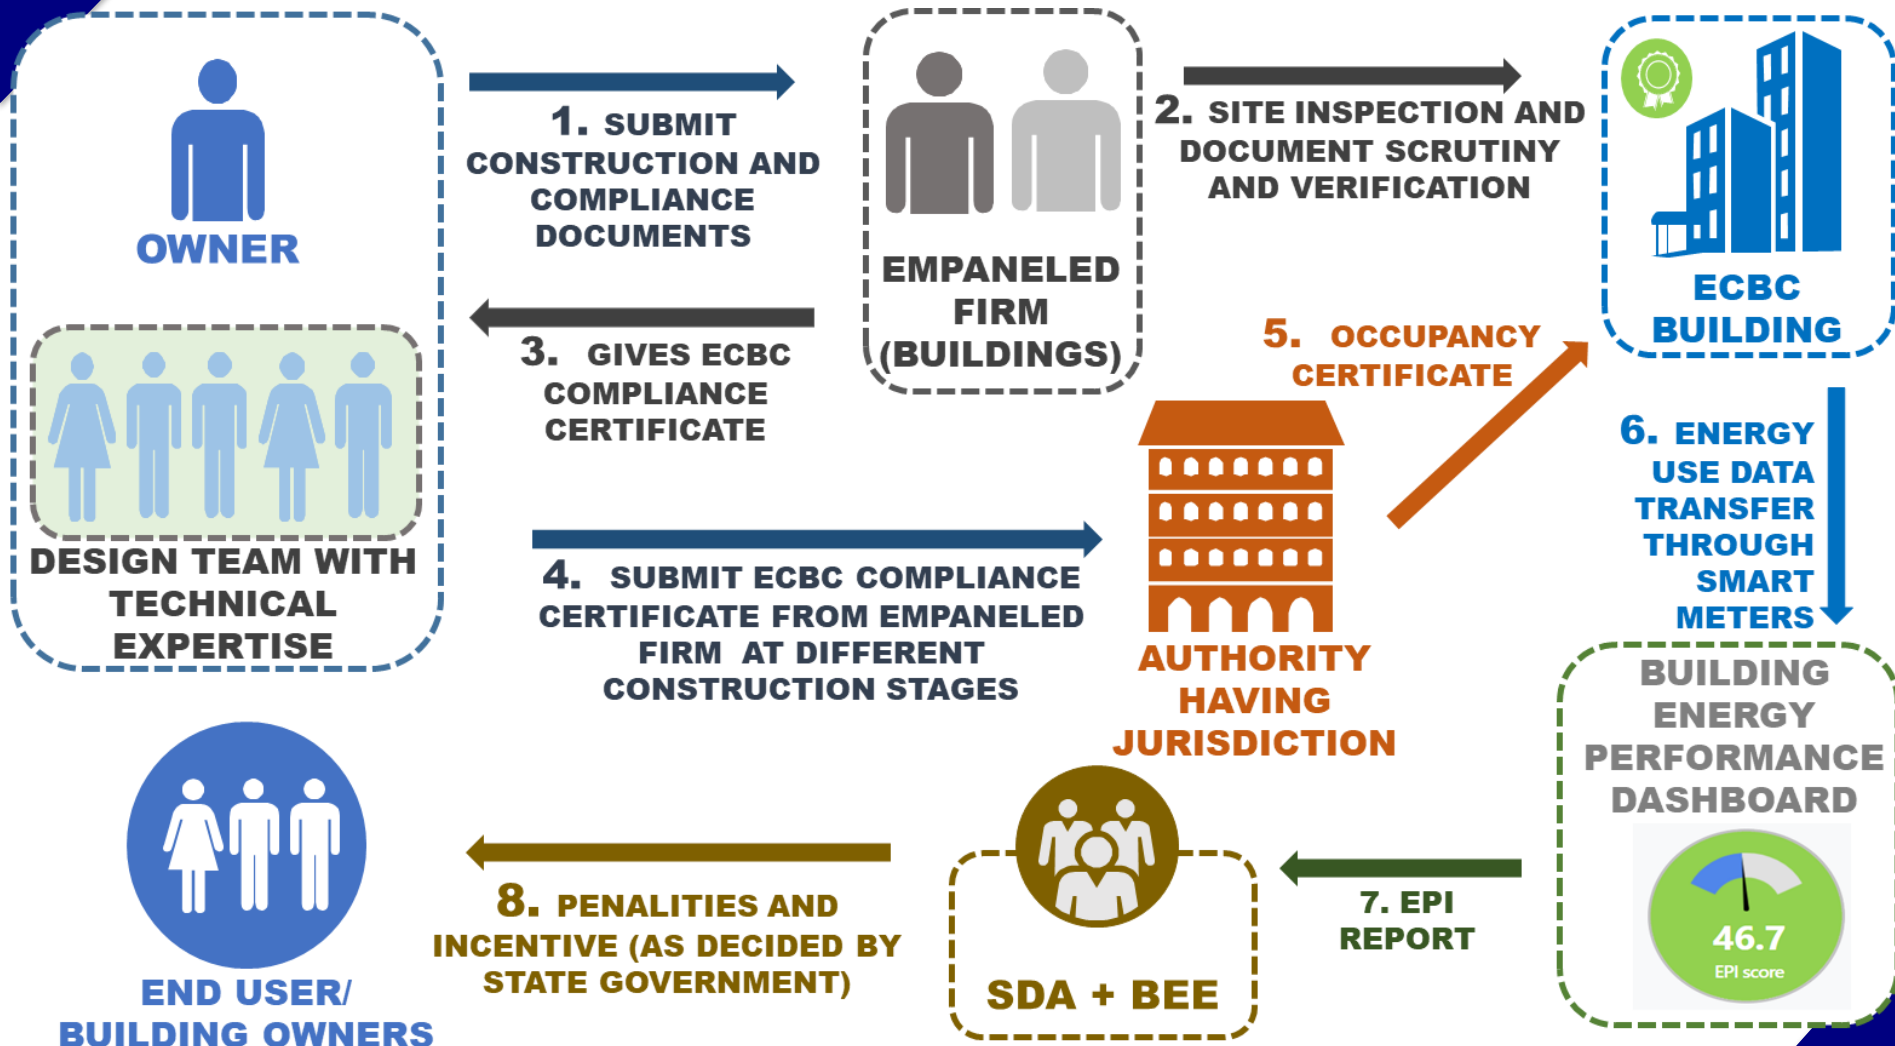 OWNER
DESIGN TEAM WITH
TECHNICAL
EXPERTISE
1. SUBMIT
CONSTRUCTION AND
COMPLIANCE
DOCUMENTS
EMPANELED
FIRM
(BUILDINGS)
2. SITE INSPECTION AND
DOCUMENT SCRUTINY
AND VERIFICATION
ECBC
BUILDING
3. GIVES ECBC
COMPLIANCE
CERTIFICATE
4. SUBMIT ECBC COMPLIANCE
CERTIFICATE FROM EMPANELED
FIRM AT DIFFERENT
CONSTRUCTION STAGES
AUTHORITY
HAVING
JURISDICTION
5. OCCUPANCY
CERTIFICATE
6. ENERGY
USE DATA
TRANSFER
THROUGH
SMART
METERS
BUILDING
ENERGY
PERFORMANCE
DASHBOARD
46.7
EPI score
7. EPI
REPORT
SDA + BEE
8. PENALITIES AND
INCENTIVE (AS DECIDED BY
STATE GOVERNMENT)
END USER/
BUILDING OWNERS